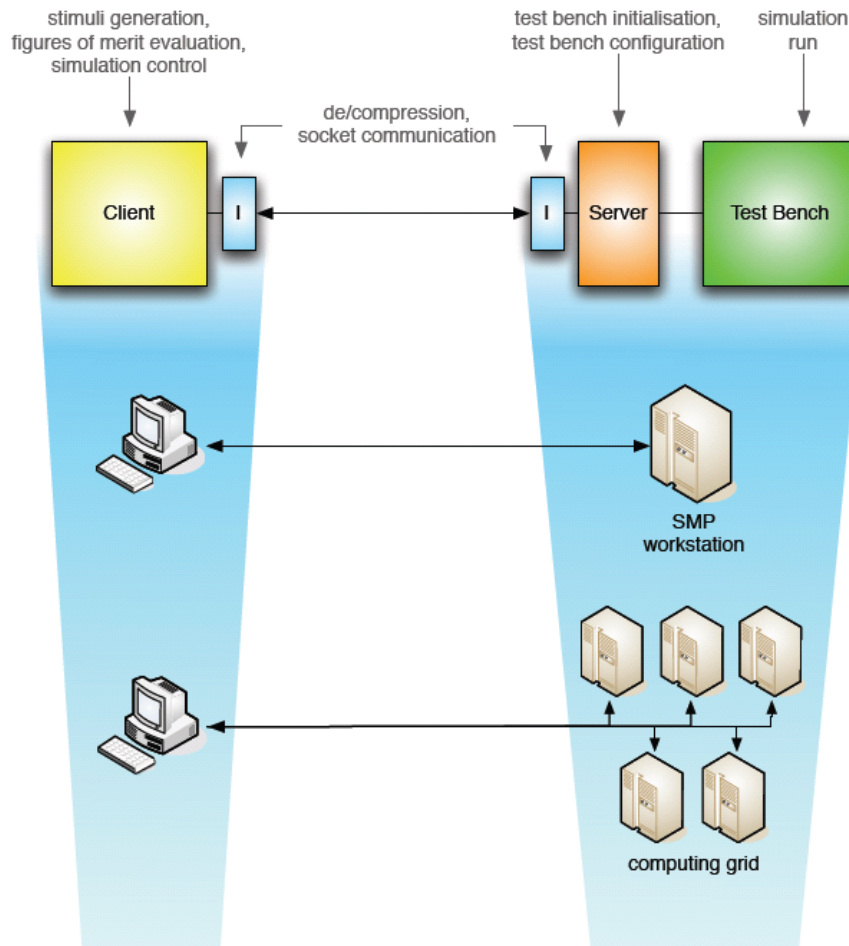 stimuli generation,
figures of merit evaluation,
simulation control
test bench initialisation,
test bench configuration
simulation
run
de/compression,
socket communication
Client
I
I
Server
Test Bench
SMP
workstation
computing grid